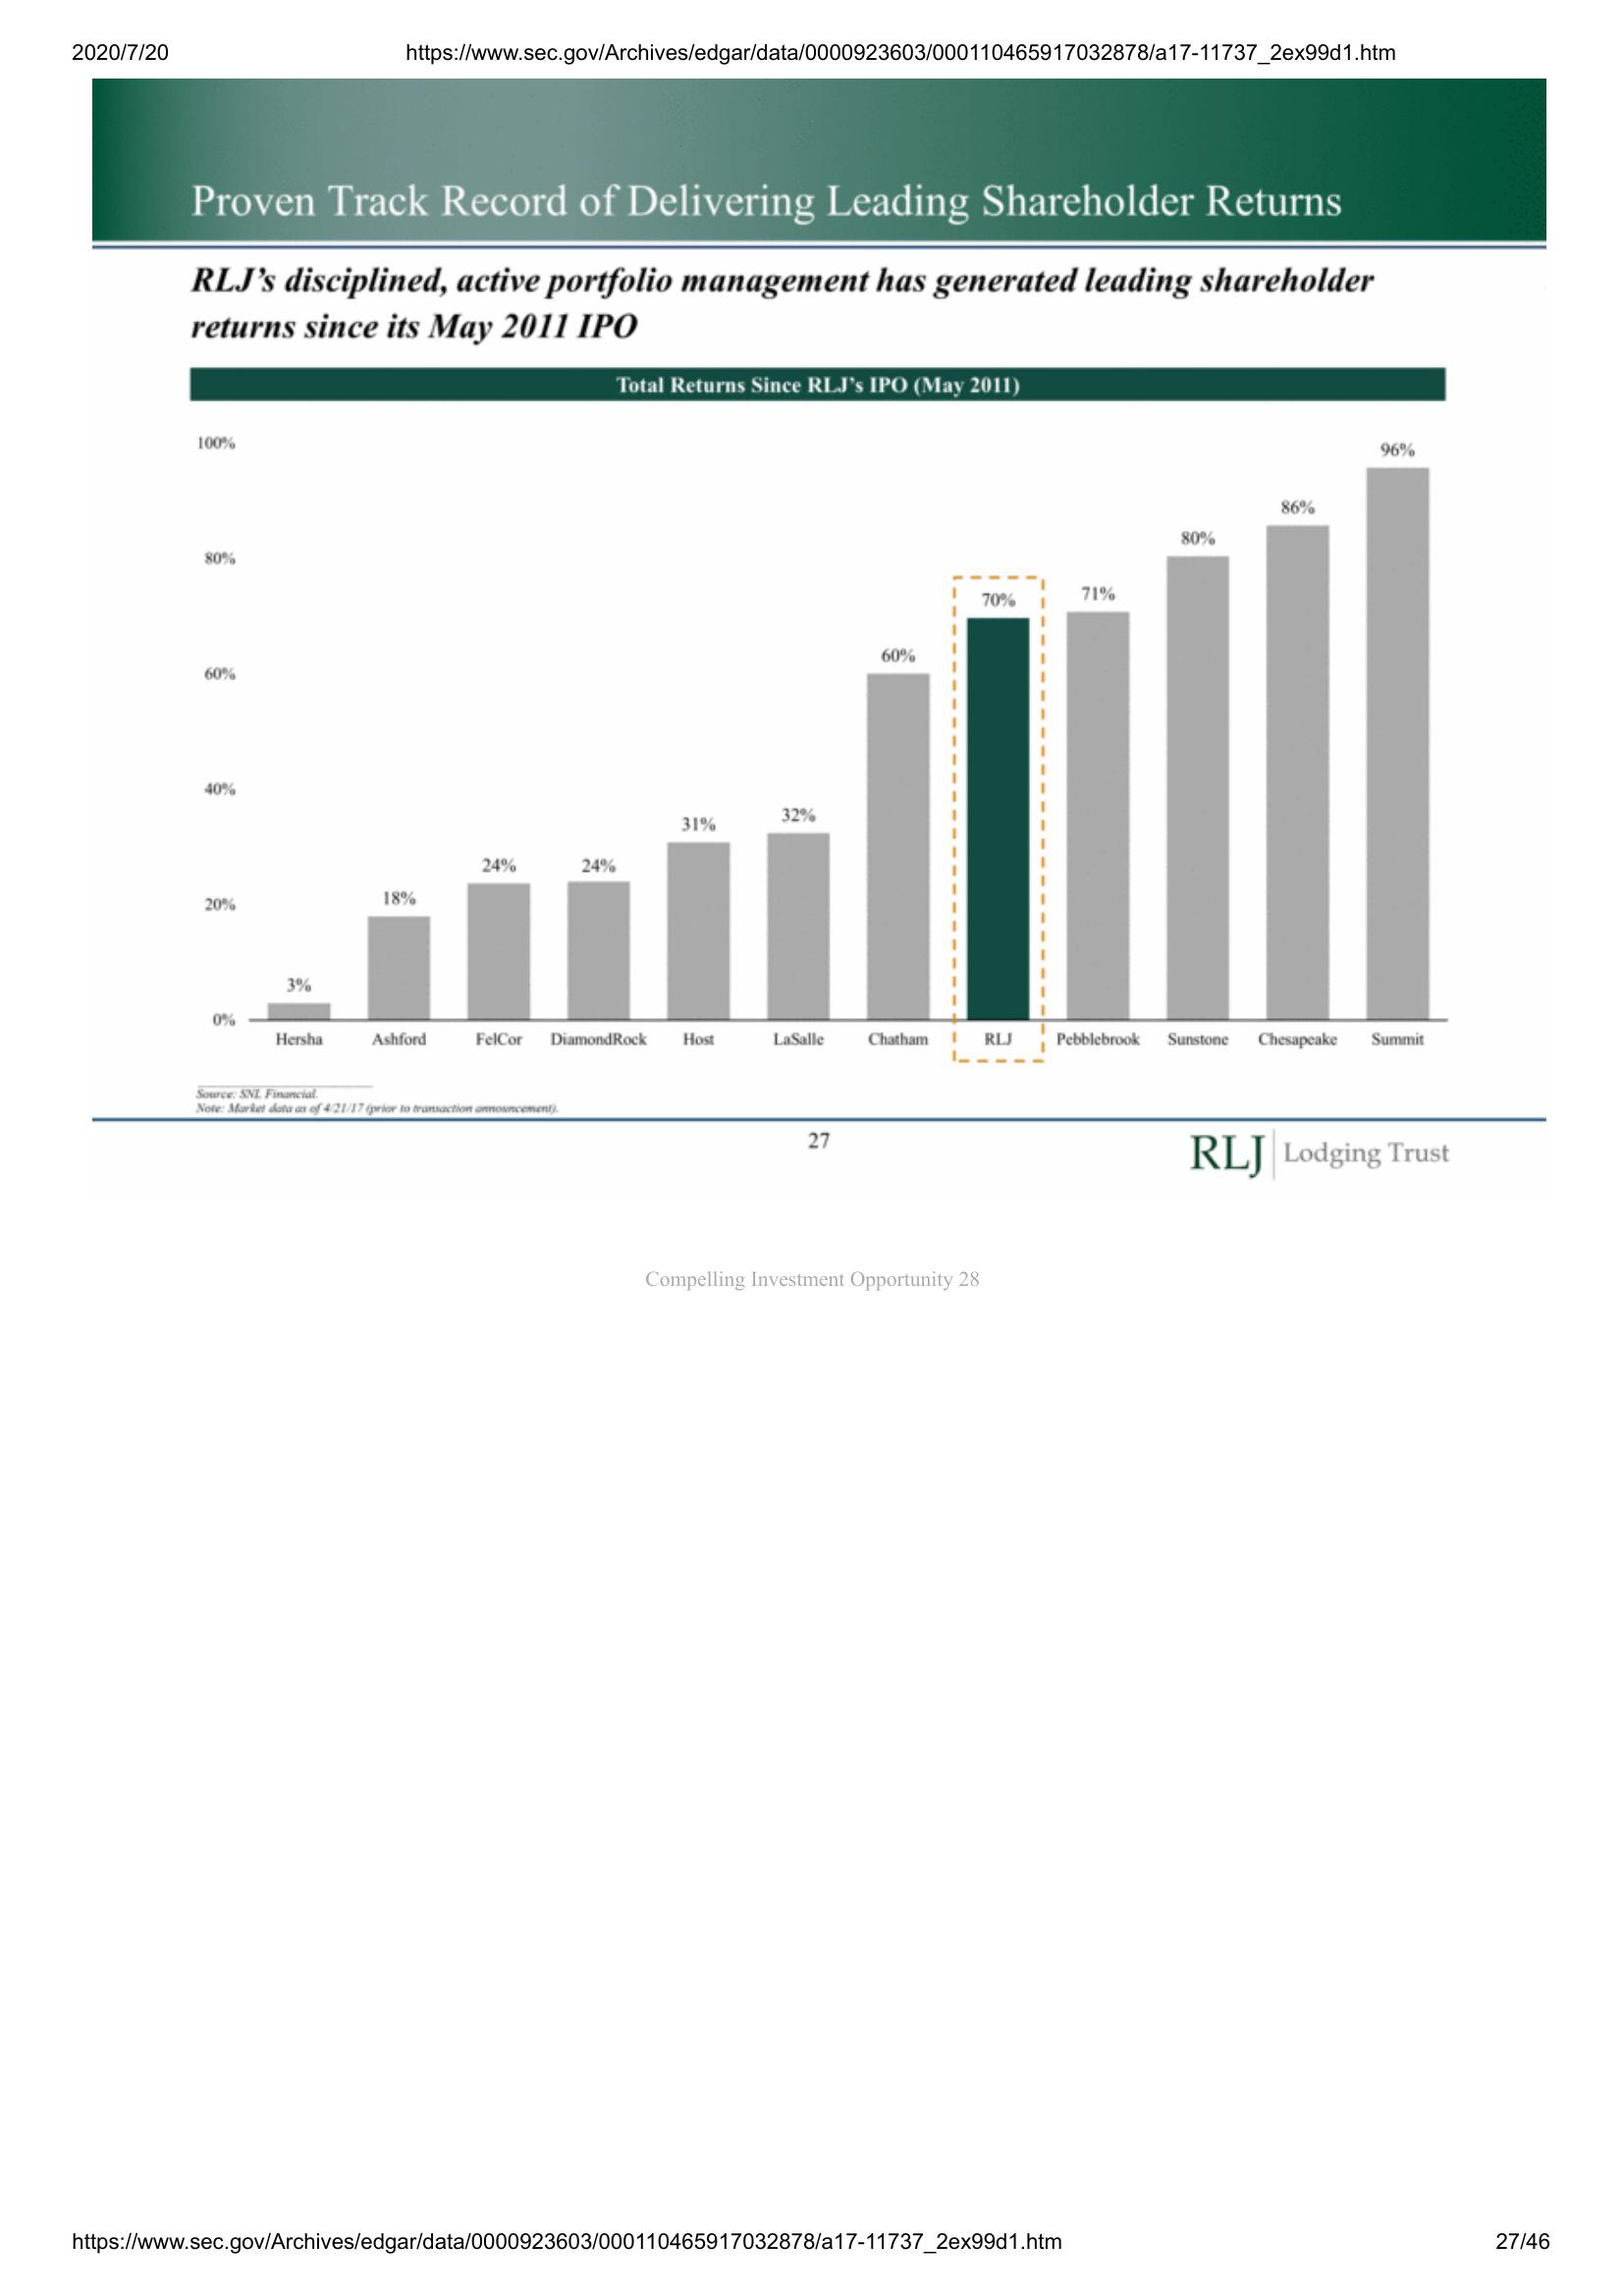 2020/7/20 https://www.sec.gov/Archives/edgar/data/0000923603/000110465917032878/a17-11737_2ex99d1.htm
Proven Track Record of Delivering Leading Shareholder Returns
RLJ's disciplined, active portfolio management has generated leading shareholder
returns since its May 2011 IPO
Total Returns Since RLJ's IPO (May 2011)
100%
80%
60%
40%
20%
0%
3%
18%
24%
24%
31%
32%
60%
70%
71%
80%
86%
96%
Hersha Ashford FelCor DiamondRock Host LaSalle Chatham RLJ Pebblebrook Sunstone Chesapeake Summit
Source: SNL Financial.
Note: Market data as of 4/21/17 (prior to transaction announcement).
27
RLJ Lodging Trust
Compelling Investment Opportunity 28
https://www.sec.gov/Archives/edgar/data/0000923603/000110465917032878/a17-11737_2ex99d1.htm 27/46